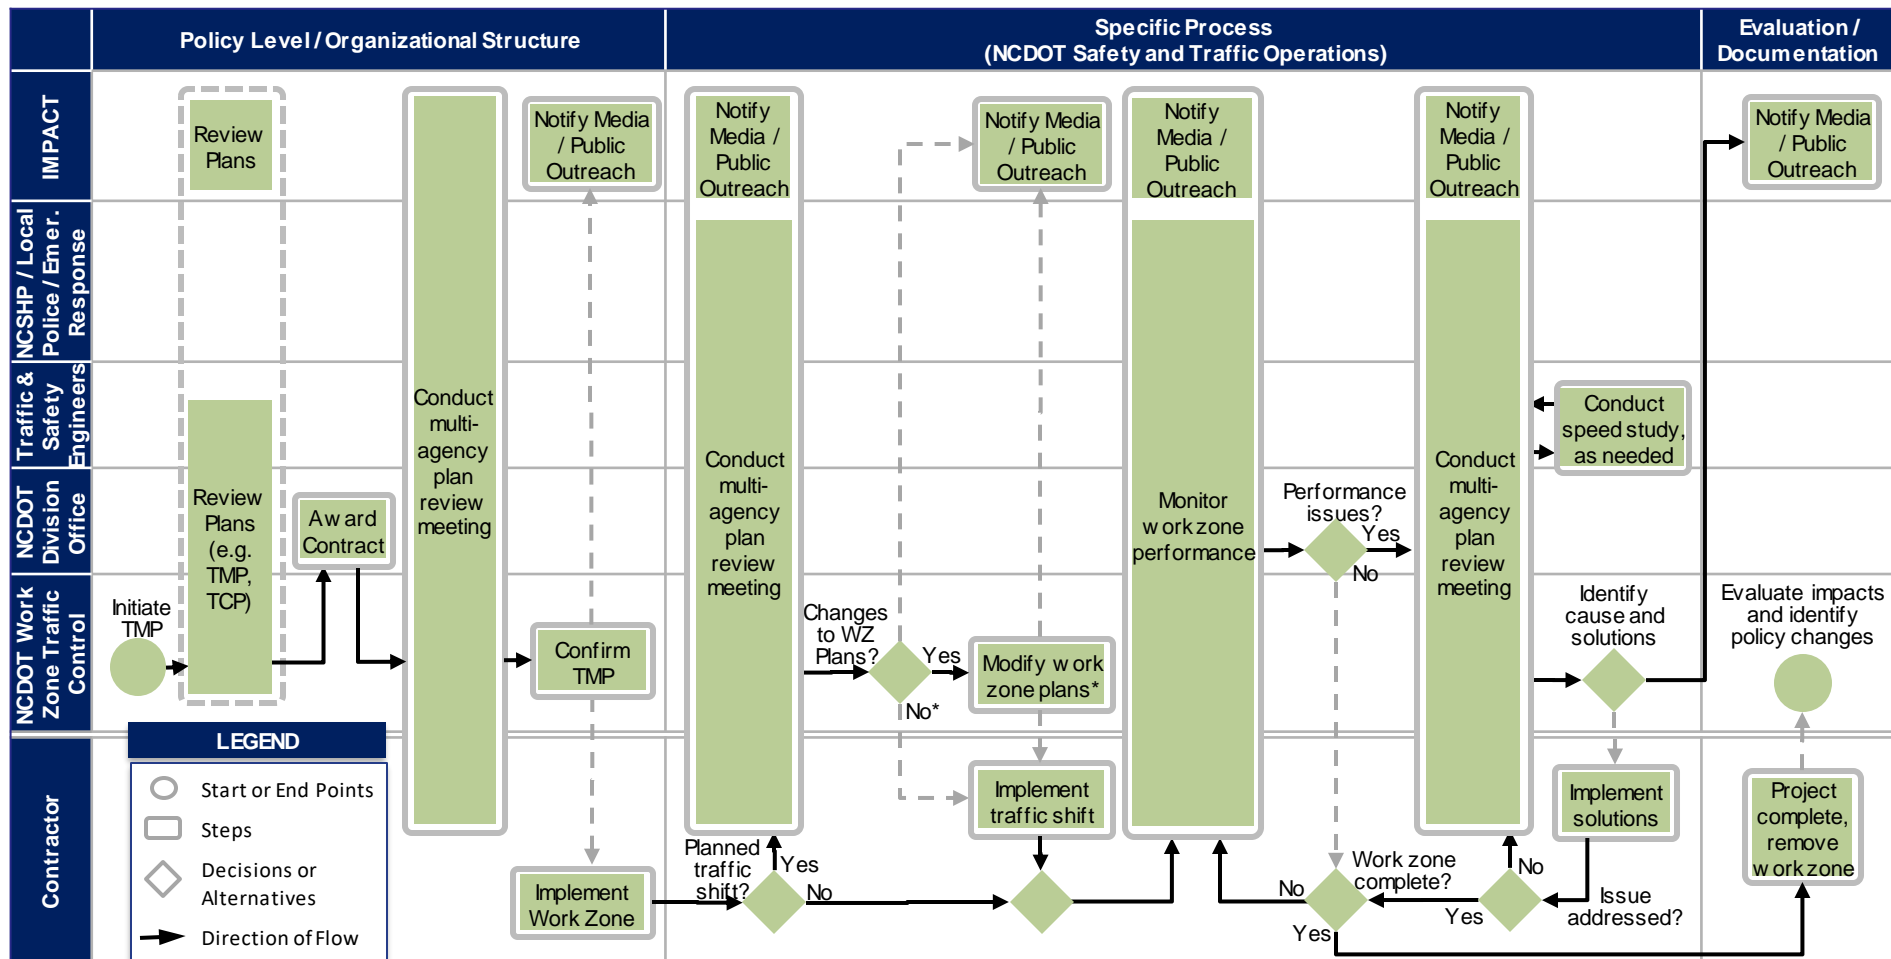 Policy Level / Organizational Structure
Specific Process
(NCDOT Safety and Traffic Operations)
Evaluation /
Documentation
IMPACT
NCSHP / Local
Police / Emer.
Response
Traffic &
Safety
Engineers
NCDOT
Division
Office
NCDOT Work
Zone Traffic
Control
Contractor
Review
Plans
Notify Media
/ Public
Outreach
Notify
Media /
Public
Outreach
Notify Media
/ Public
Outreach
Notify
Media /
Public
Outreach
Notify
Media /
Public
Outreach
Notify Media
/ Public
Outreach
Conduct
multi-
agency
plan
review
meeting
Conduct
speed study,
as needed
Review
Plans
(e.g.
TMP,
TCP)
Award
Contract
Conduct
multi-
agency
plan
review
meeting
Monitor
work zone
performance
Performance
issues?
Yes
No
Conduct
multi-
agency
plan
review
meeting
Initiate
TMP
Confirm
TMP
Changes
to WZ
Plans?
Yes
No*
Modify work
zone plans*
Identify
cause and
solutions
Evaluate impacts
and identify
policy changes
LEGEND
Start or End Points
Steps
Decisions or
Alternatives
Direction of Flow
Implement
Work Zone
Planned
traffic
shift?
Yes
No
Implement
traffic shift
No
Work zone
complete?
Yes
Yes
No
Issue
addressed?
Implement
solutions
Project
complete,
remove
work zone